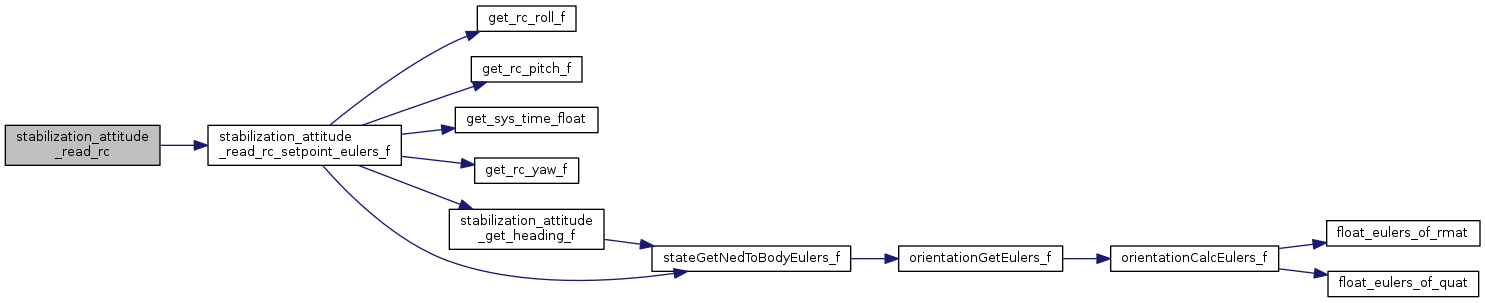 stabilization_attitude
_read_rc
stabilization_attitude
_read_rc_setpoint_eulers_f
get_rc_roll_f
get_rc_pitch_f
get_sys_time_float
get_rc_yaw_f
stabilization_attitude
_get_heading_f
stateGetNedToBodyEulers_f
orientationGetEulers_f
orientationCalcEulers_f
float_eulers_of_rmat
float_eulers_of_quat